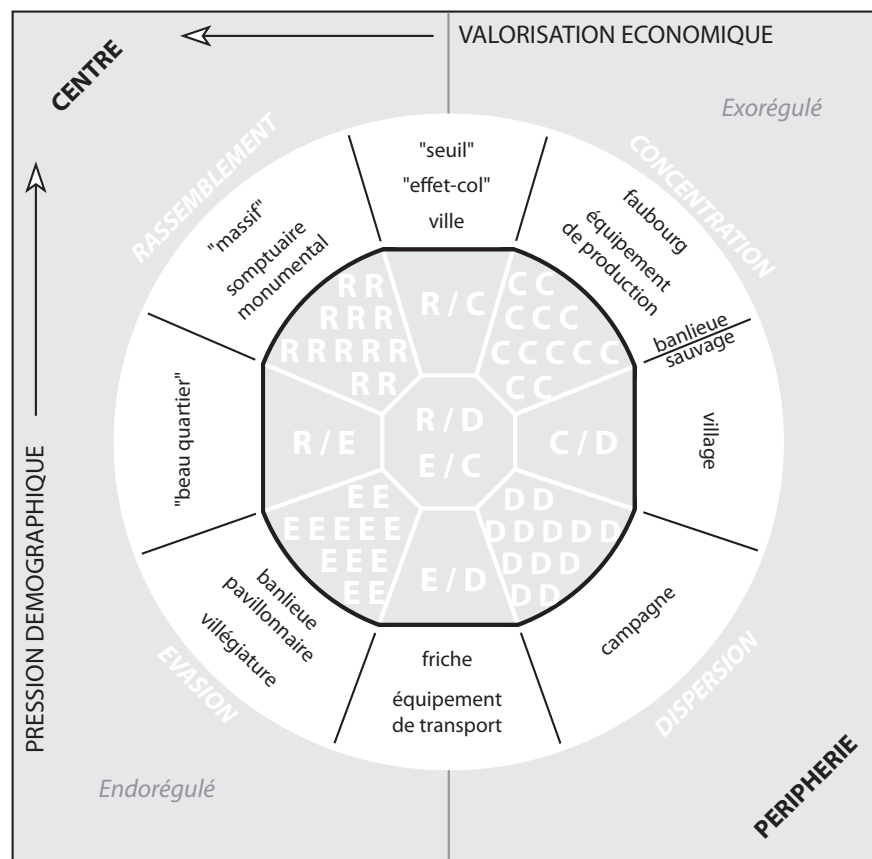 VALORISATION ECONOMIQUE
CENTRE
Exorégulé
RASSEMBLEMENT
CONCENTRATION
"seuil"
"effet-col"
ville
"massif"
somptuaire
monumental
faubourg
équipement
de production
banlieue
sauvage
R R
R R R
R R R R R
R R
R / C
C C
C C C
C C C C C
C C
"beau quartier"
R / E
R / D
E / C
C / D
village
PRESSION DEMOGRAPHIQUE
E E
E E E E E
E E E
E E
E / D
D D
D D D D D
D D D
D D
banlieue
pavillonnaire
villégiature
friche
équipement
de transport
campagne
EVASION
DISPERSION
Endorégulé
PERIPHERIE